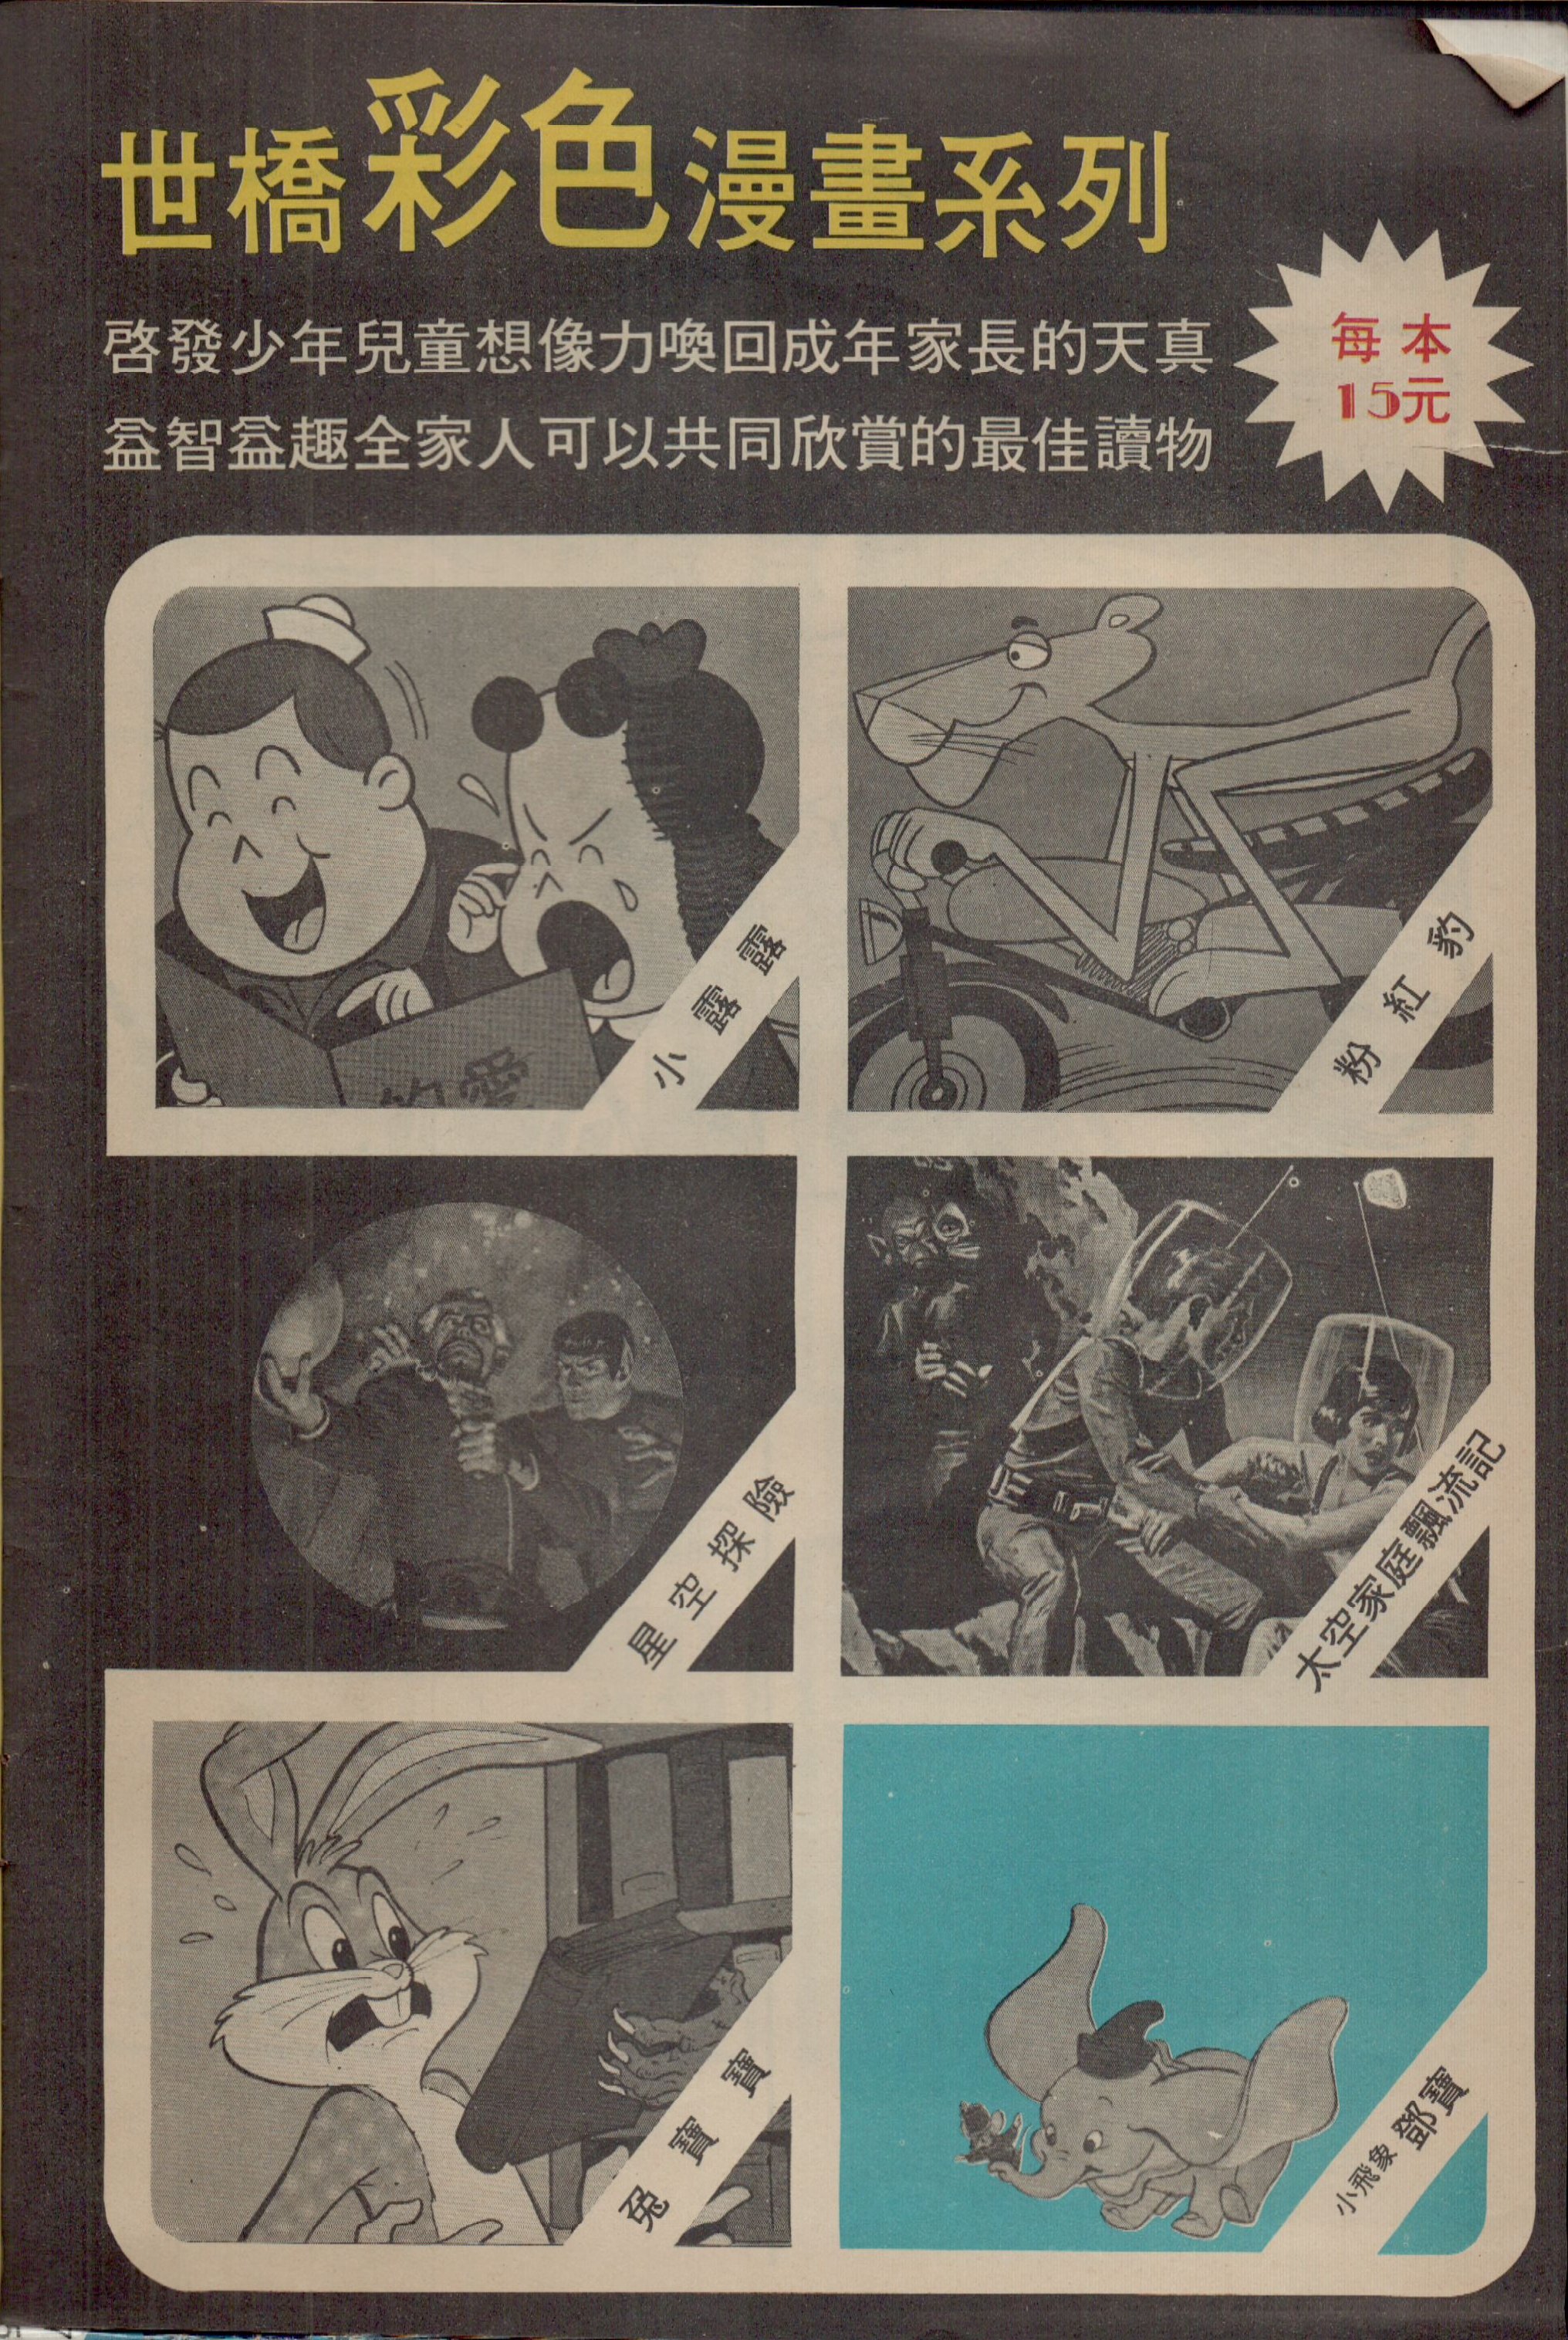 世橋彩色漫畫系列
啓發少年兒童想像力喚回成年家長的天真
益智益趣全家人可以共同欣賞的最佳讀物
每本
15元
的愛
小露露
粉紅豹
星空探險
太空家庭飄流記
兔寶寶
小飛象鄧寶